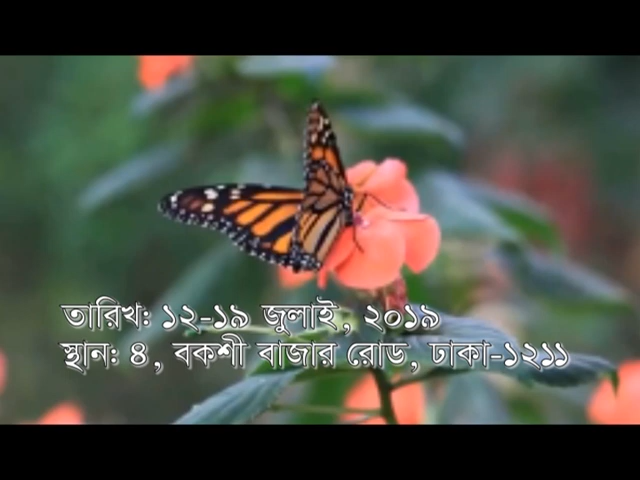 তারিখ: ১২-১৯ জুলাই, ২০১৯
স্থান: ৪, বকশী বাজার রোড, ঢাকা-১২১১